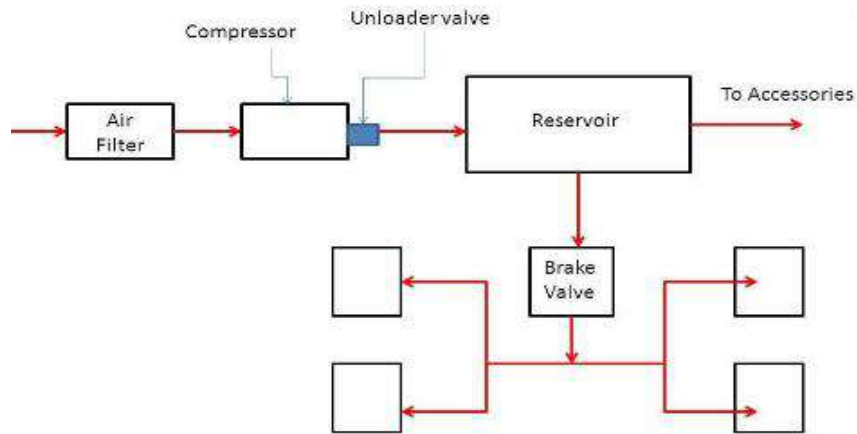 Unloader valve
Compressor
To Accessories
Air
Filter
Reservoir
Brake
Valve